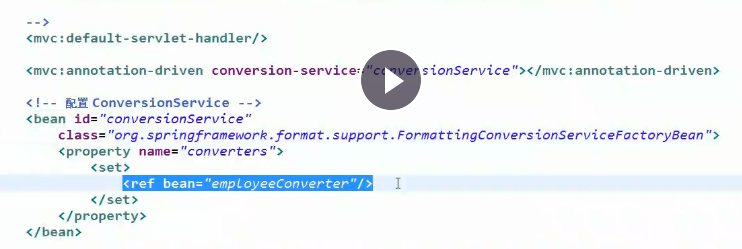 -->
<mvc:default-servlet-handler/>
<mvc:annotation-driven conversion-service="conversionService"></mvc:annotation-driven>
<!-- 配置 ConversionService -->
<bean id="conversionService"
class="org.springframework.format.support.FormattingConversionServiceFactoryBean">
<property name="converters">
<set>
<ref bean="employeeConverter"/>
</set>
</property>
</bean>